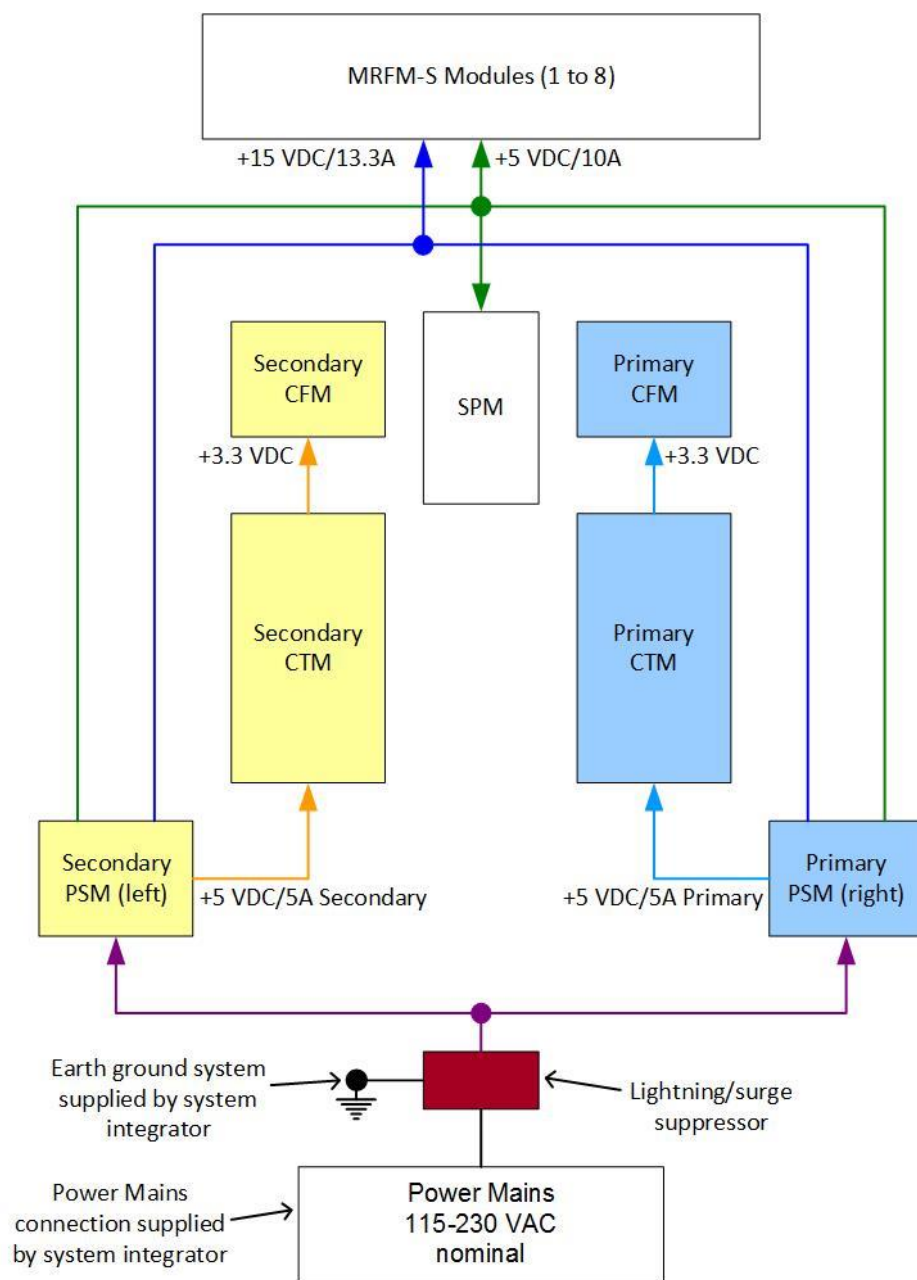 MRFM-S Modules (1 to 8)
+15 VDC/13.3A
+5 VDC/10A
Secondary
CFM
SPM
Primary
CFM
+3.3 VDC
+3.3 VDC
Secondary
CTM
Primary
CTM
Secondary
PSM (left)
+5 VDC/5A Secondary
+5 VDC/5A Primary
Primary
PSM (right)
Earth ground system
supplied by system
integrator
Lightning/surge
suppressor
Power Mains
connection supplied
by system integrator
Power Mains
115-230 VAC
nominal